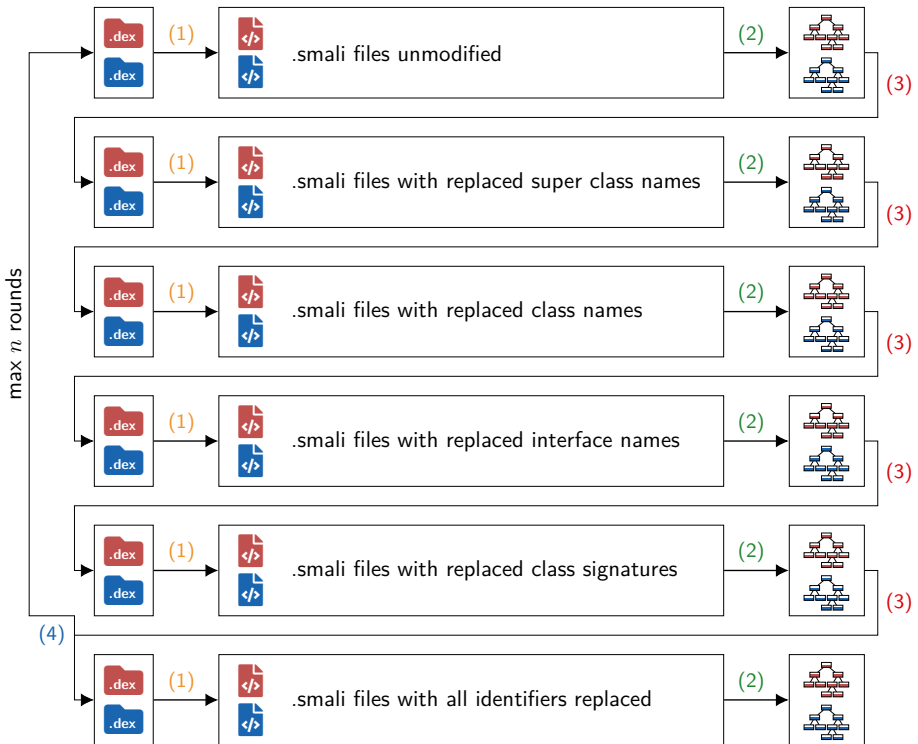 .dex (1) </> .smali files unmodified (2)
.dex </>
(3)
.dex (1) </> .smali files with replaced super class names (2)
.dex </>
(3)
.dex (1) </> .smali files with replaced class names (2)
.dex </>
(3)
max n rounds
.dex (1) </> .smali files with replaced interface names (2)
.dex </>
(3)
.dex (1) </> .smali files with replaced class signatures (2)
.dex </>
(3)
(4)
.dex (1) </> .smali files with all identifiers replaced (2)
.dex </>